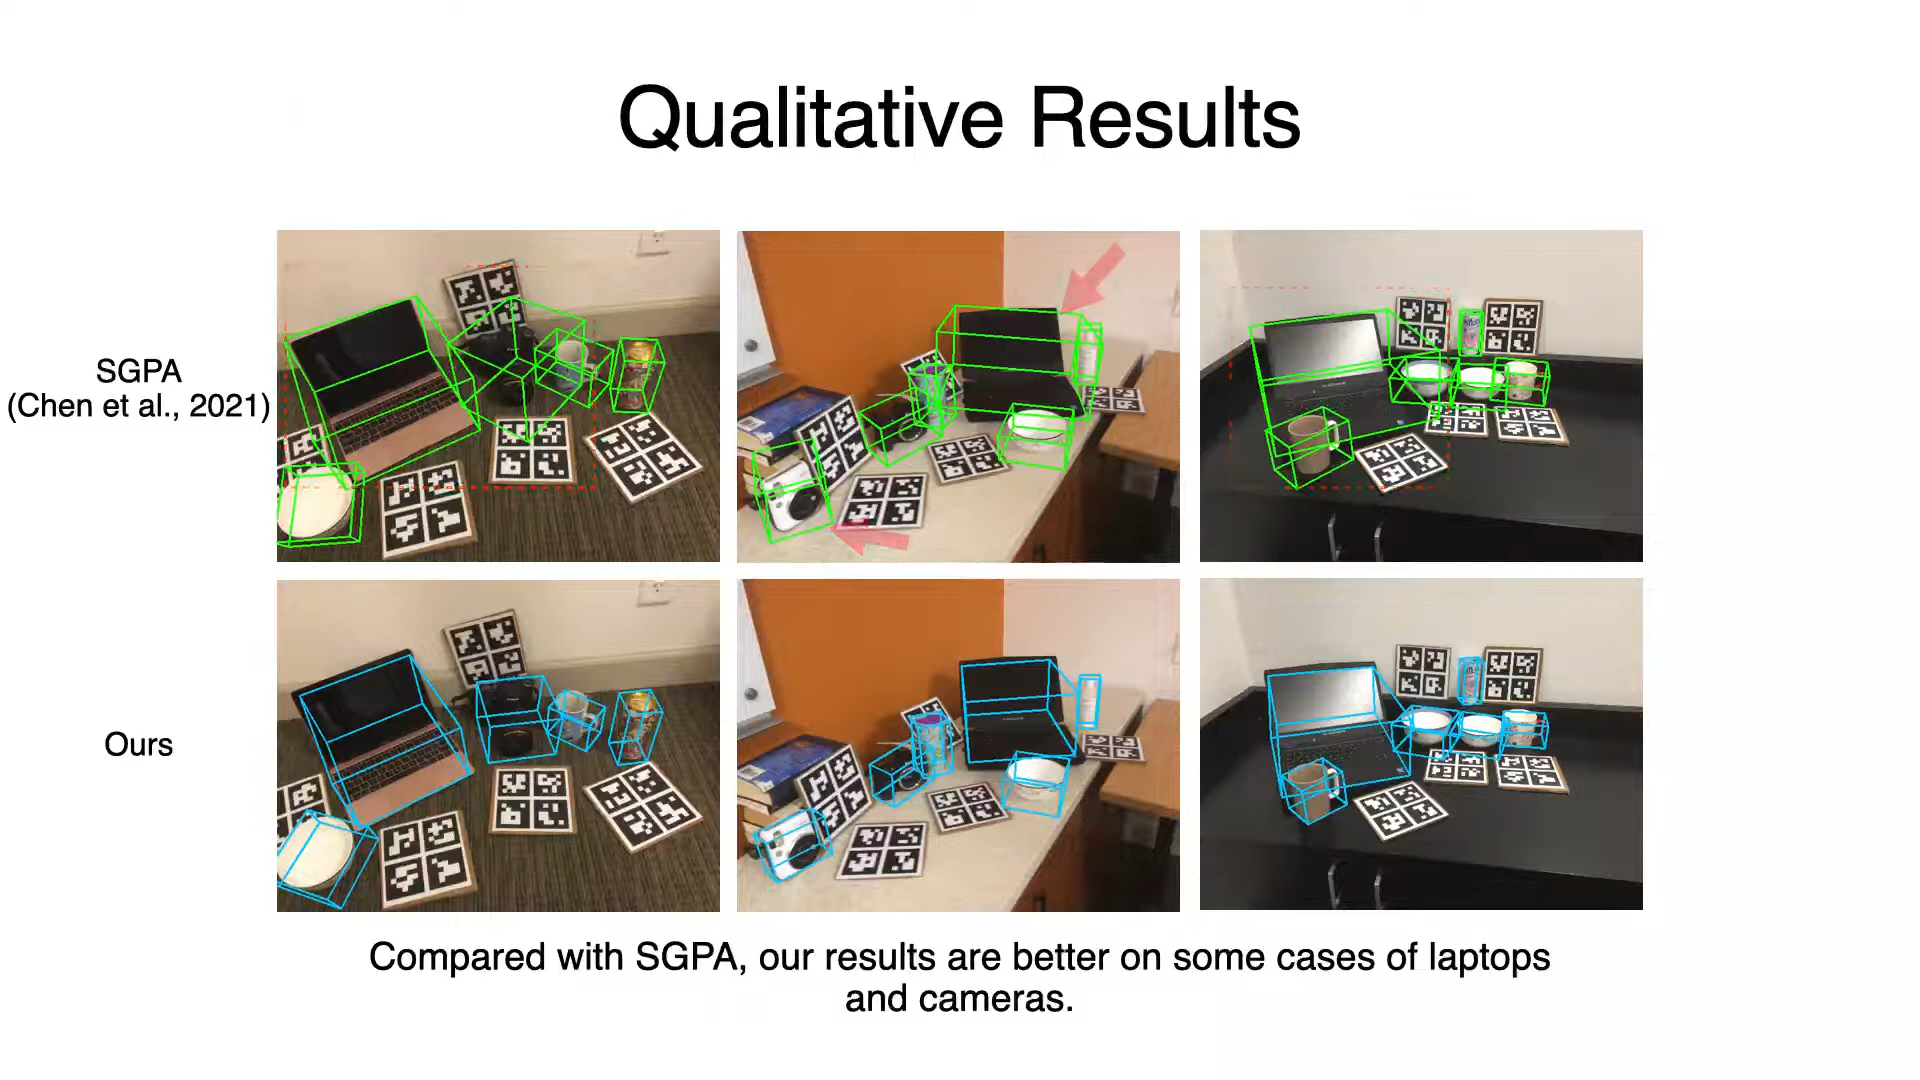 Qualitative Results
SGPA
(Chen et al., 2021)
Ours
Compared with SGPA, our results are better on some cases of laptops
and cameras.